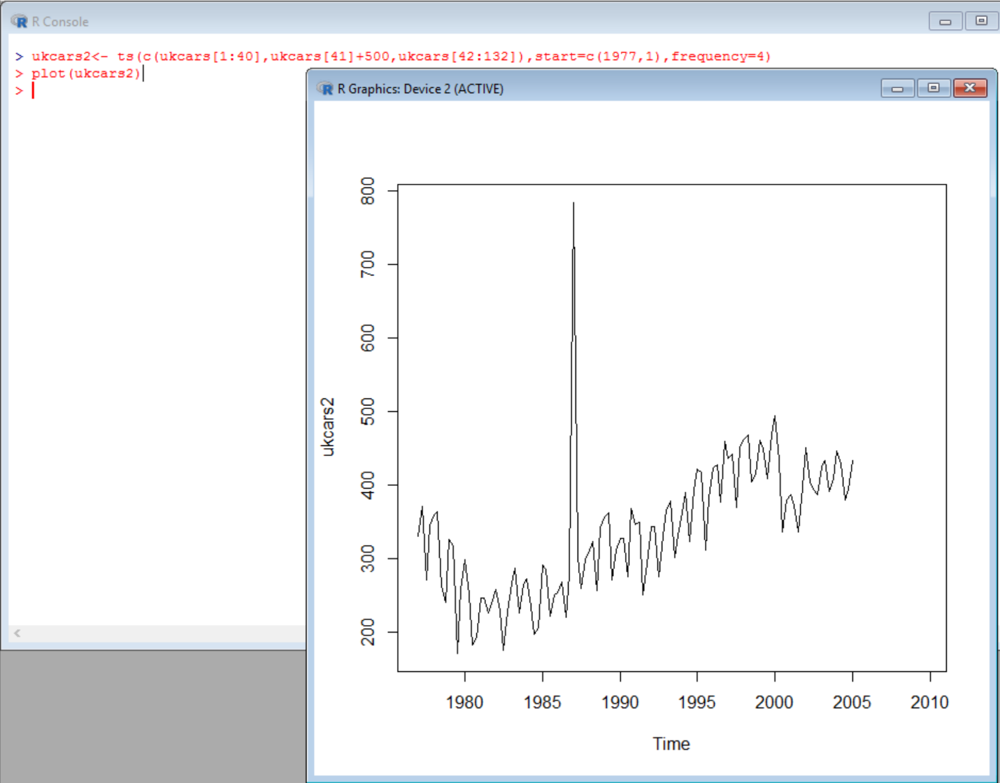 R Console
> ukcars2<- ts(c(ukcars[1:40],ukcars[41]+500,ukcars[42:132]),start=c(1977,1),frequency=4)
> plot(ukcars2)
>
R Graphics: Device 2 (ACTIVE)
800
700
600
500
400
300
200
ukcars2
1980 1985 1990 1995 2000 2005 2010
Time